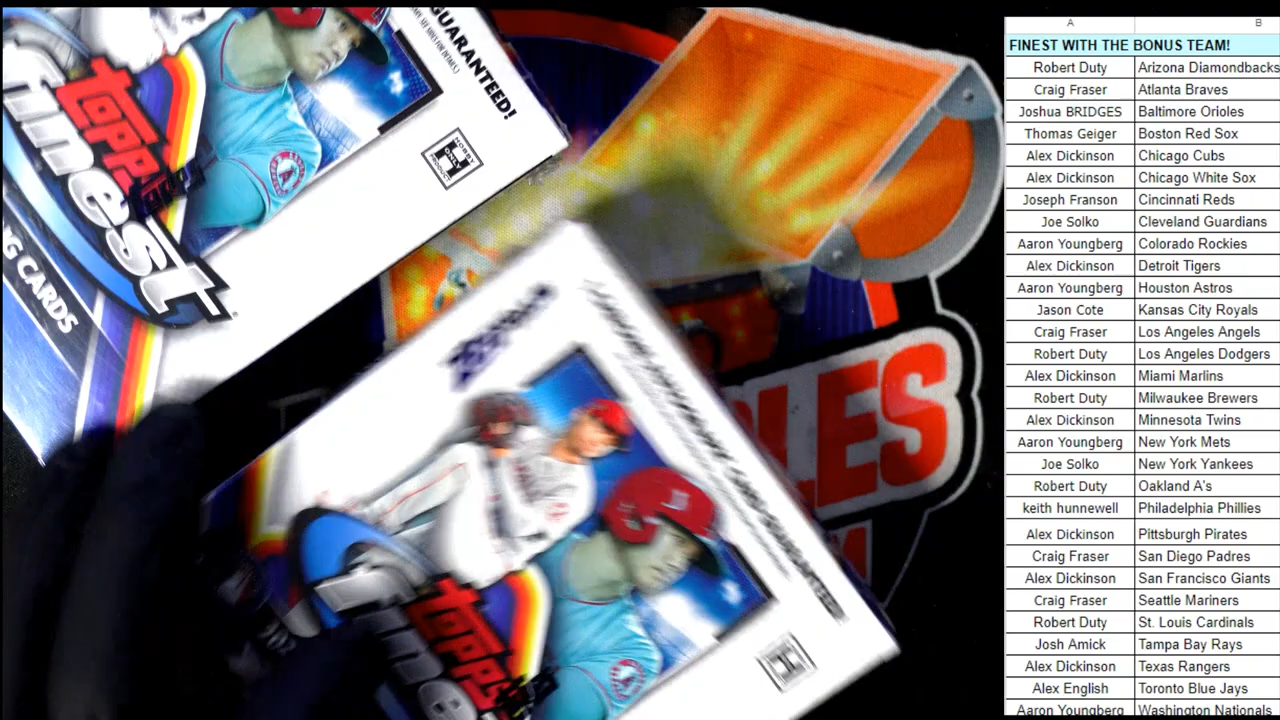 GUARANTEED!
TOPPS
finest
HOBBY
ONLY
PRODUCT
G CARDS
TOPPS
LES
A B
FINEST WITH THE BONUS TEAM!
Robert Duty Arizona Diamondbacks
Craig Fraser Atlanta Braves
Joshua BRIDGES Baltimore Orioles
Thomas Geiger Boston Red Sox
Alex Dickinson Chicago Cubs
Alex Dickinson Chicago White Sox
Joseph Franson Cincinnati Reds
Joe Solko Cleveland Guardians
Aaron Youngberg Colorado Rockies
Alex Dickinson Detroit Tigers
Aaron Youngberg Houston Astros
Jason Cote Kansas City Royals
Craig Fraser Los Angeles Angels
Robert Duty Los Angeles Dodgers
Alex Dickinson Miami Marlins
Robert Duty Milwaukee Brewers
Alex Dickinson Minnesota Twins
Aaron Youngberg New York Mets
Joe Solko New York Yankees
Robert Duty Oakland A's
keith hunnewell Philadelphia Phillies
Alex Dickinson Pittsburgh Pirates
Craig Fraser San Diego Padres
Alex Dickinson San Francisco Giants
Craig Fraser Seattle Mariners
Robert Duty St. Louis Cardinals
Josh Amick Tampa Bay Rays
Alex Dickinson Texas Rangers
Alex English Toronto Blue Jays
Aaron Youngberg Washington Nationals